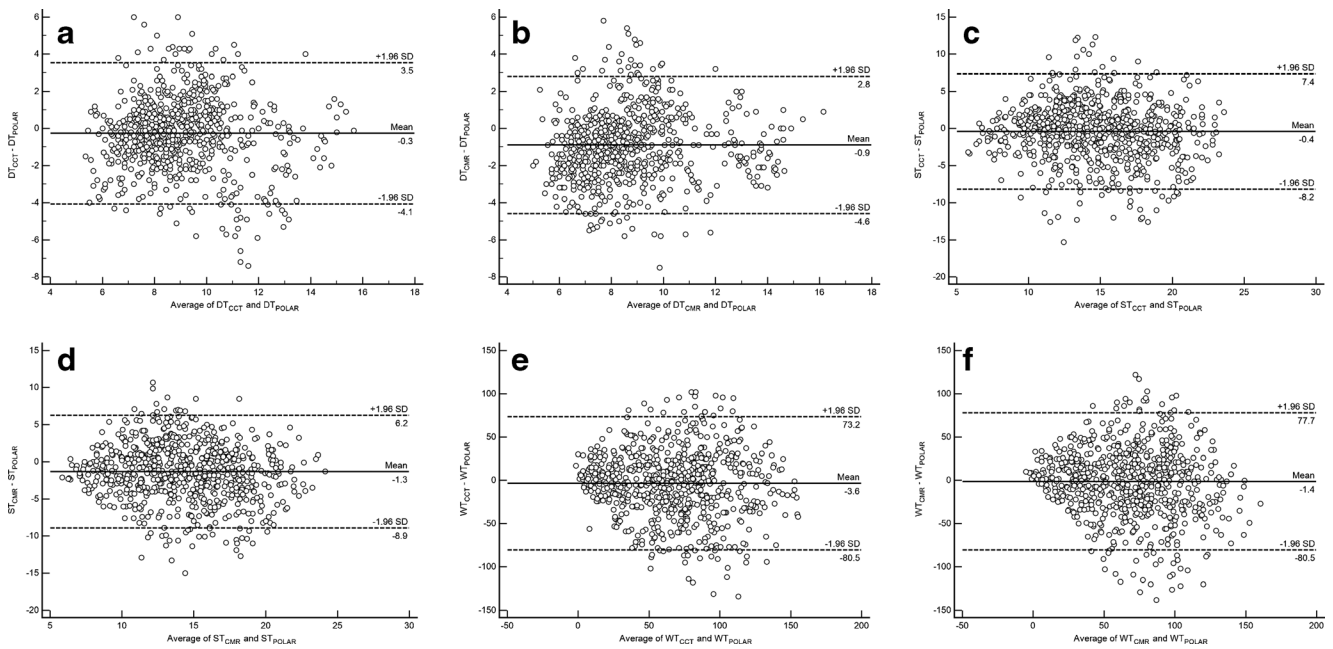 a
6
4
2
0
-2
-4
-6
-8
DT_CCT - DT_POLAR
+1.96 SD
3.5
Mean
-0.3
-1.96 SD
-4.1
4 6 8 10 12 14 16 18
Average of DT_CCT and DT_POLAR
b
6
4
2
0
-2
-4
-6
-8
DT_CMR - DT_POLAR
+1.96 SD
2.8
Mean
-0.9
-1.96 SD
-4.6
4 6 8 10 12 14 16 18
Average of DT_CMR and DT_POLAR
c
15
10
5
0
-5
-10
-15
-20
ST_CCT - ST_POLAR
+1.96 SD
7.4
Mean
-0.4
-1.96 SD
-8.2
5 10 15 20 25 30
Average of ST_CCT and ST_POLAR
d
15
10
5
0
-5
-10
-15
-20
ST_CMR - ST_POLAR
+1.96 SD
6.2
Mean
-1.3
-1.96 SD
-8.9
5 10 15 20 25 30
Average of ST_CMR and ST_POLAR
e
150
100
50
0
-50
-100
-150
WT_CCT - WT_POLAR
+1.96 SD
73.2
Mean
-3.6
-1.96 SD
-80.5
-50 0 50 100 150 200
Average of WT_CCT and WT_POLAR
f
150
100
50
0
-50
-100
-150
WT_CMR - WT_POLAR
+1.96 SD
77.7
Mean
-1.4
-1.96 SD
-80.5
-50 0 50 100 150 200
Average of WT_CMR and WT_POLAR